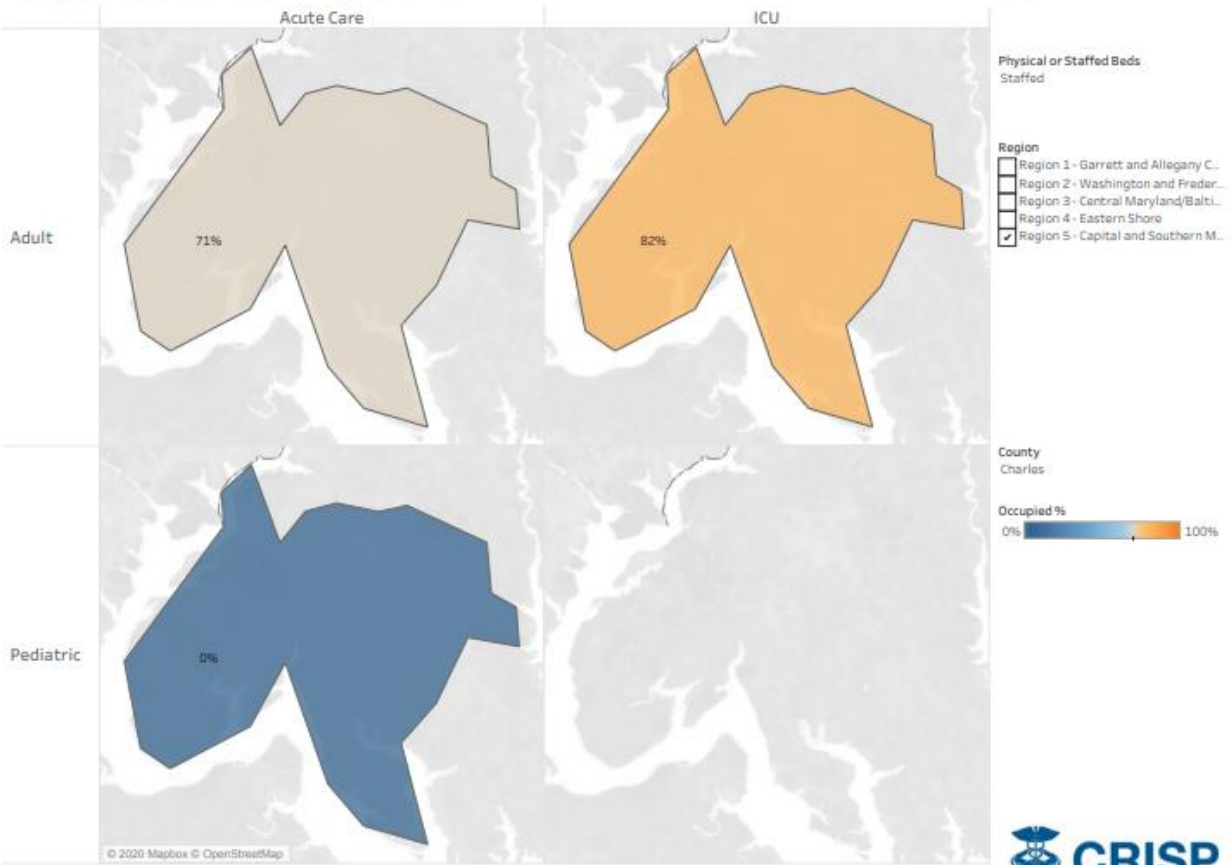 Acute Care
ICU
Physical or Staffed Beds
Staffed
Region
Region 1 - Garrett and Allegany C..
Region 2 - Washington and Freder..
Region 3 - Central Maryland/Balti..
Region 4 - Eastern Shore
Region 5 - Capital and Southern M..
Adult
71%
82%
County
Charles
Occupied %
0%
100%
Pediatric
0%
© 2020 Mapbox © OpenStreetMap
CRISP